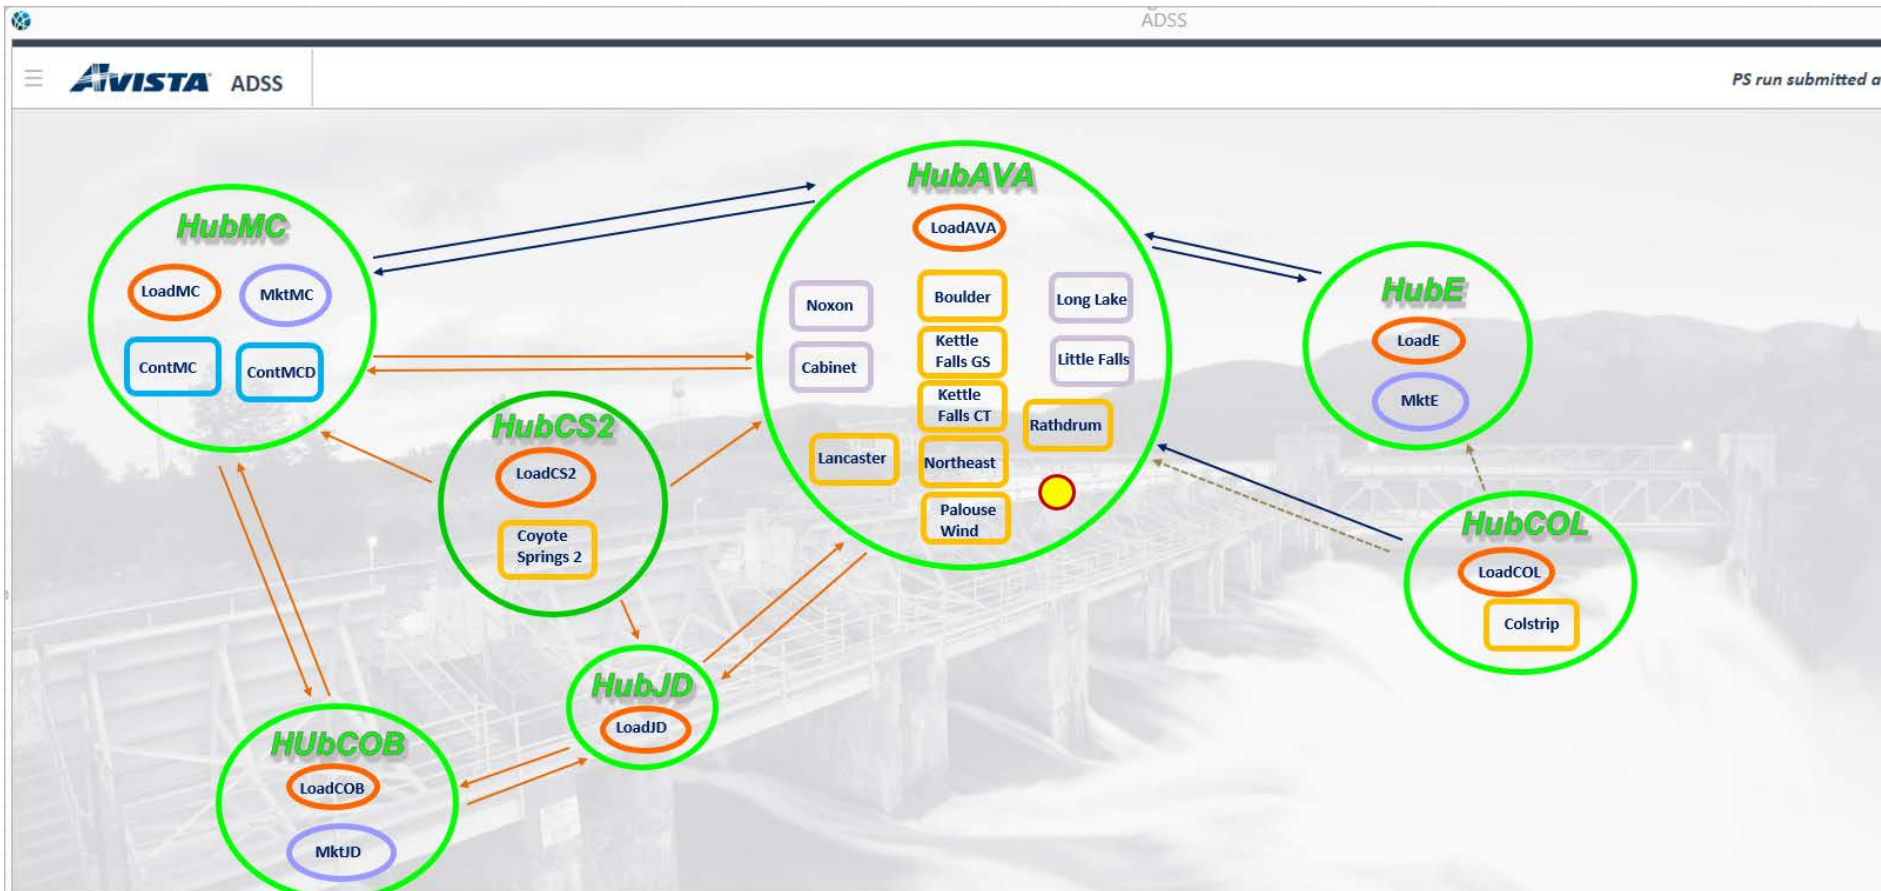 ADSS
AVISTA ADSS
PS run submitted a
HubAVA
LoadAVA
Noxon
Boulder
Long Lake
Cabinet
Kettle
Falls GS
Little Falls
Kettle
Falls CT
Rathdrum
Lancaster
Northeast
Palouse
Wind
HubMC
LoadMC
MktMC
ContMC
ContMCD
HubE
LoadE
MktE
HubCS2
LoadCS2
Coyote
Springs 2
HubCOL
LoadCOL
Colstrip
HubJD
LoadJD
HUbCOB
LoadCOB
MktJD